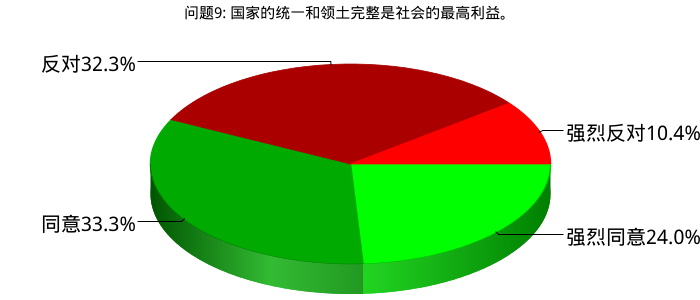 问题9: 国家的统一和领土完整是社会的最高利益。
反对32.3%
强烈反对10.4%
同意33.3%
强烈同意24.0%